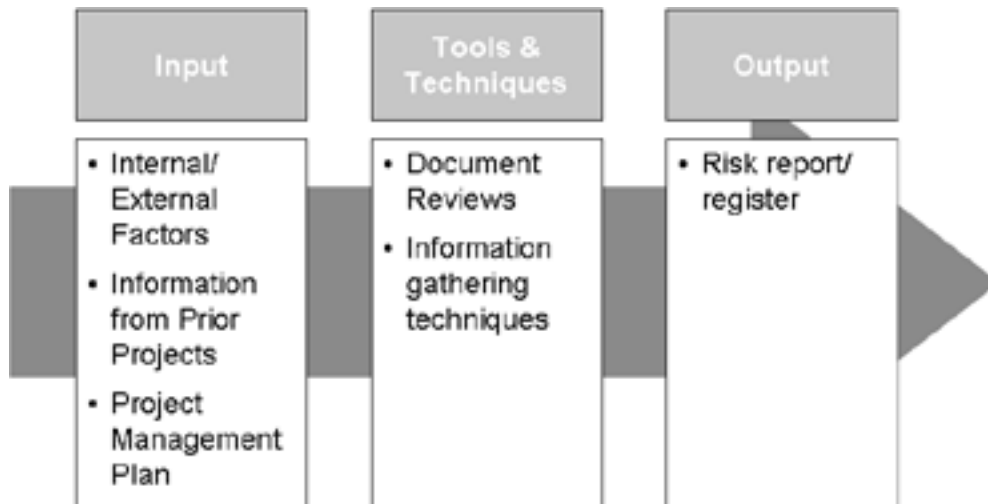 Input
• Internal/
External
Factors
• Information
from Prior
Projects
• Project
Management
Plan
Tools &
Techniques
• Document
Reviews
• Information
gathering
techniques
Output
• Risk report/
register